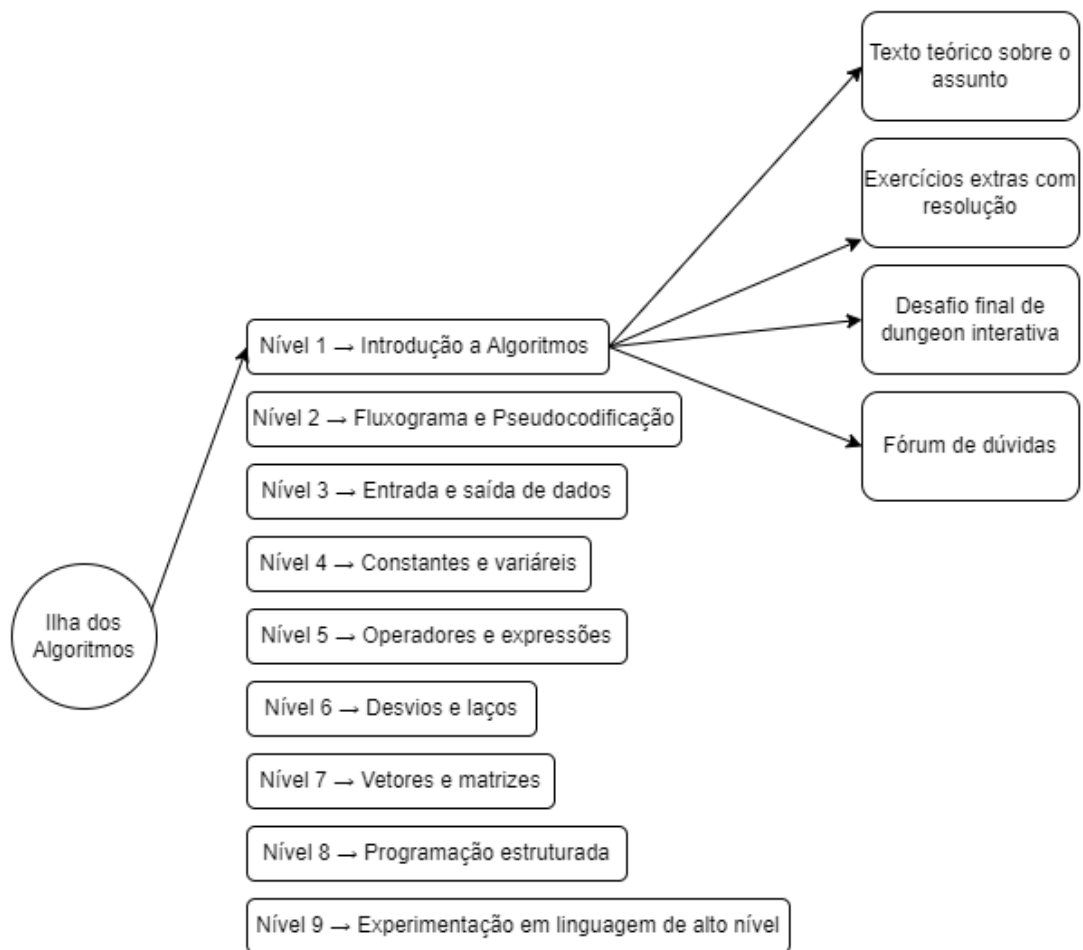 Texto teórico sobre o
assunto
Exercícios extras com
resolução
Desafio final de
dungeon interativa
Fórum de dúvidas
Nível 1 → Introdução a Algoritmos
Nível 2 → Fluxograma e Pseudocodificação
Nível 3 → Entrada e saída de dados
Nível 4 → Constantes e variáreis
Nível 5 → Operadores e expressões
Nível 6 → Desvios e laços
Nível 7 → Vetores e matrizes
Nível 8 → Programação estruturada
Nível 9 → Experimentação em linguagem de alto nível
Ilha dos
Algoritmos